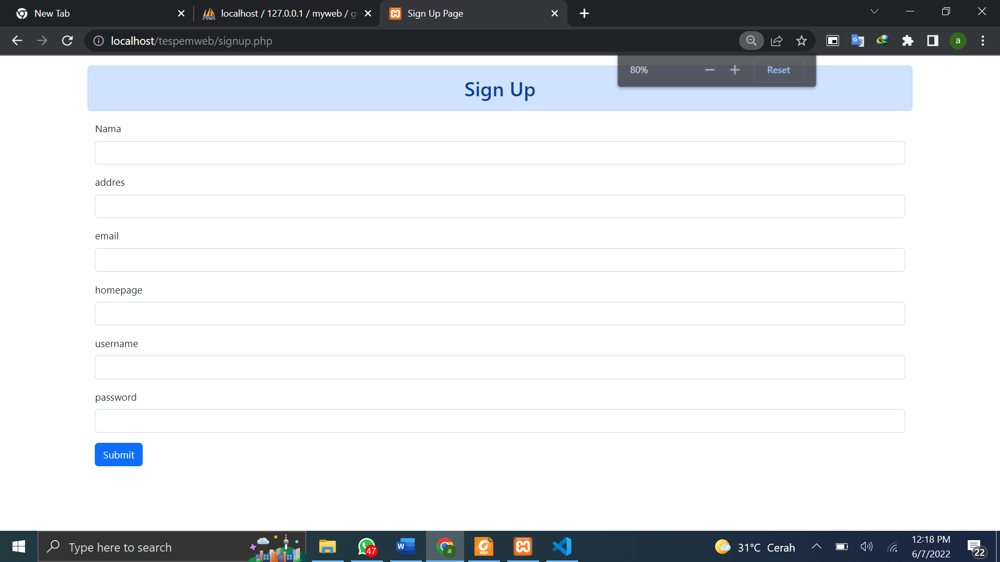 New Tab
localhost / 127.0.0.1 / myweb / g
Sign Up Page
localhost/tespemweb/signup.php
a
80%
Reset
Sign Up
Nama
addres
email
homepage
username
password
Submit
Type here to search
47
W
a
PDF
31°C Cerah
12:18 PM
6/7/2022
22